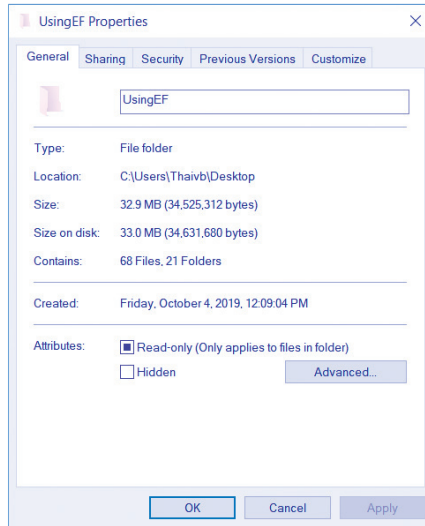 UsingEF Properties
General Sharing Security Previous Versions Customize
UsingEF
Type: File folder
Location: C:\Users\Thaivb\Desktop
Size: 32.9 MB (34,525,312 bytes)
Size on disk: 33.0 MB (34,631,680 bytes)
Contains: 68 Files, 21 Folders
Created: Friday, October 4, 2019, 12:09:04 PM
Attributes: Read-only (Only applies to files in folder)
Hidden Advanced...
OK Cancel Apply